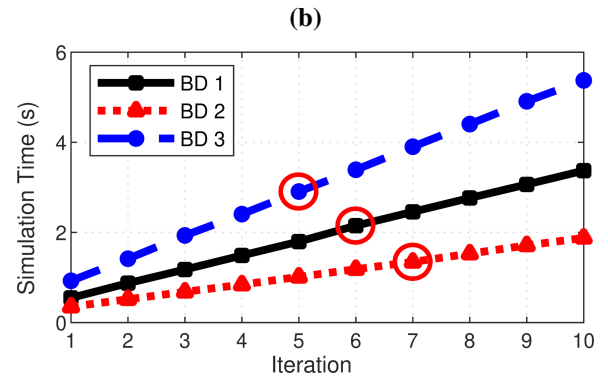 (b)
Simulation Time (s)
6
4
2
0
BD 1
BD 2
BD 3
1 2 3 4 5 6 7 8 9 10
Iteration